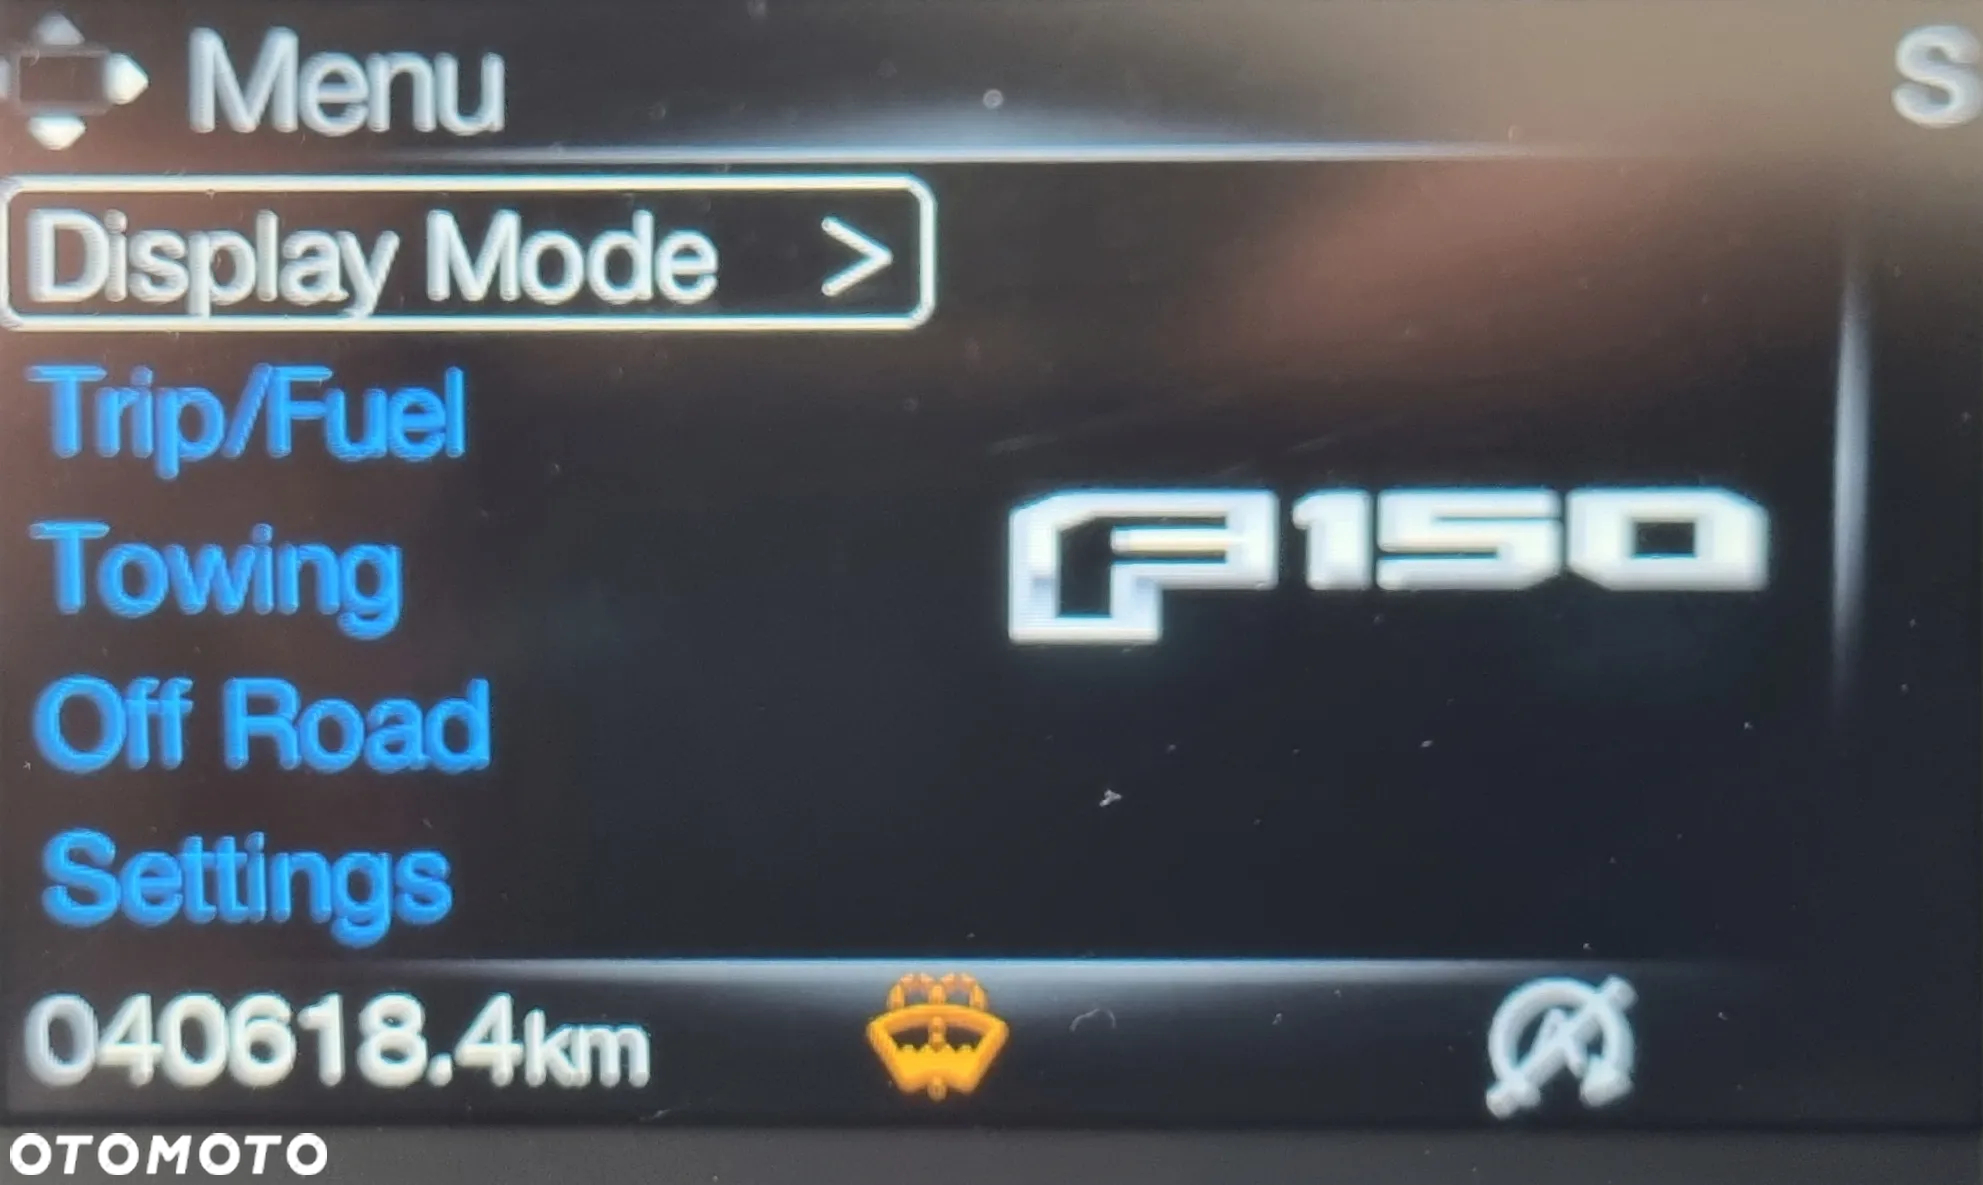 Menu
S
Display Mode >
Trip/Fuel
Towing
Off Road
F150
Settings
040618.4km
A
OTOMOTO